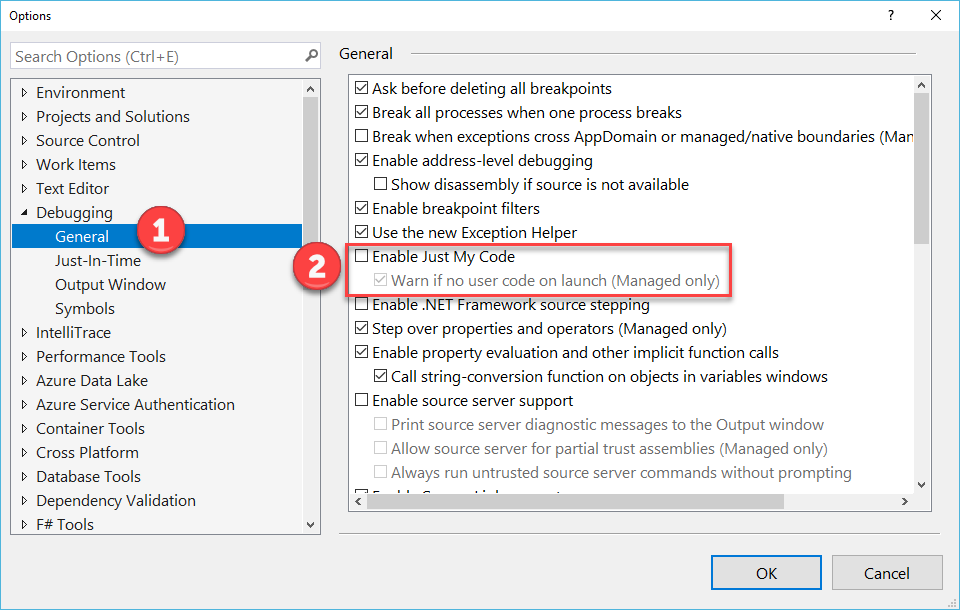 Options
?
Search Options (Ctrl+E)
Environment
Projects and Solutions
Source Control
Work Items
Text Editor
Debugging
General
1
Just-In-Time
Output Window
Symbols
IntelliTrace
Performance Tools
Azure Data Lake
Azure Service Authentication
Container Tools
Cross Platform
Database Tools
Dependency Validation
F# Tools
General
Ask before deleting all breakpoints
Break all processes when one process breaks
Break when exceptions cross AppDomain or managed/native boundaries (Man
Enable address-level debugging
Show disassembly if source is not available
Enable breakpoint filters
Use the new Exception Helper
2
Enable Just My Code
Warn if no user code on launch (Managed only)
Enable .NET Framework source stepping
Step over properties and operators (Managed only)
Enable property evaluation and other implicit function calls
Call string-conversion function on objects in variables windows
Enable source server support
Print source server diagnostic messages to the Output window
Allow source server for partial trust assemblies (Managed only)
Always run untrusted source server commands without prompting
OK
Cancel